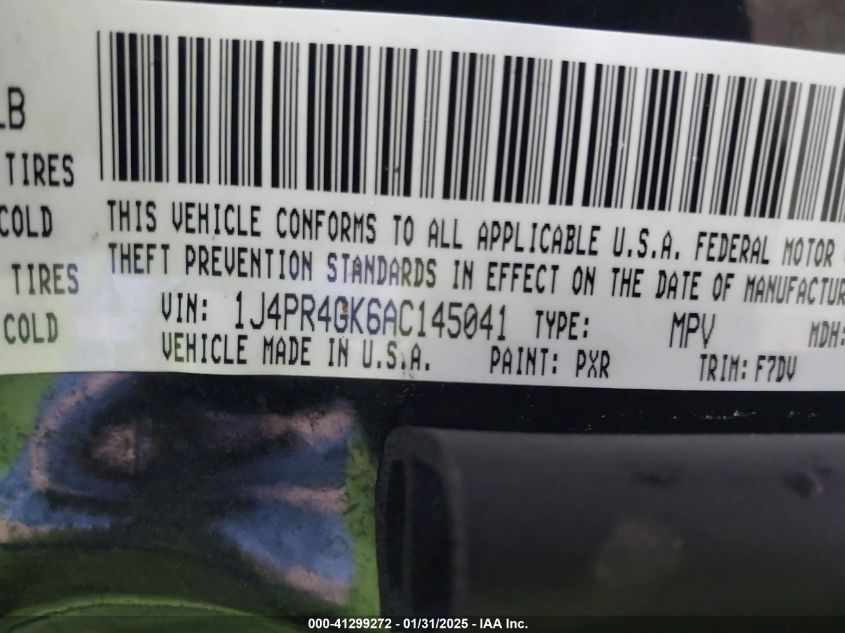 LB
TIRES
COLD
TIRES
COLD
THIS VEHICLE CONFORMS TO ALL APPLICABLE U.S.A. FEDERAL MOTOR
THEFT PREVENTION STANDARDS IN EFFECT ON THE DATE OF MANUFACTUR
VIN: 1J4PR4GK6AC145041 TYPE: MPV MDH:
VEHICLE MADE IN U.S.A. PAINT: PXR TRIM: F7DV
000-41299272 - 01/31/2025 - IAA Inc.